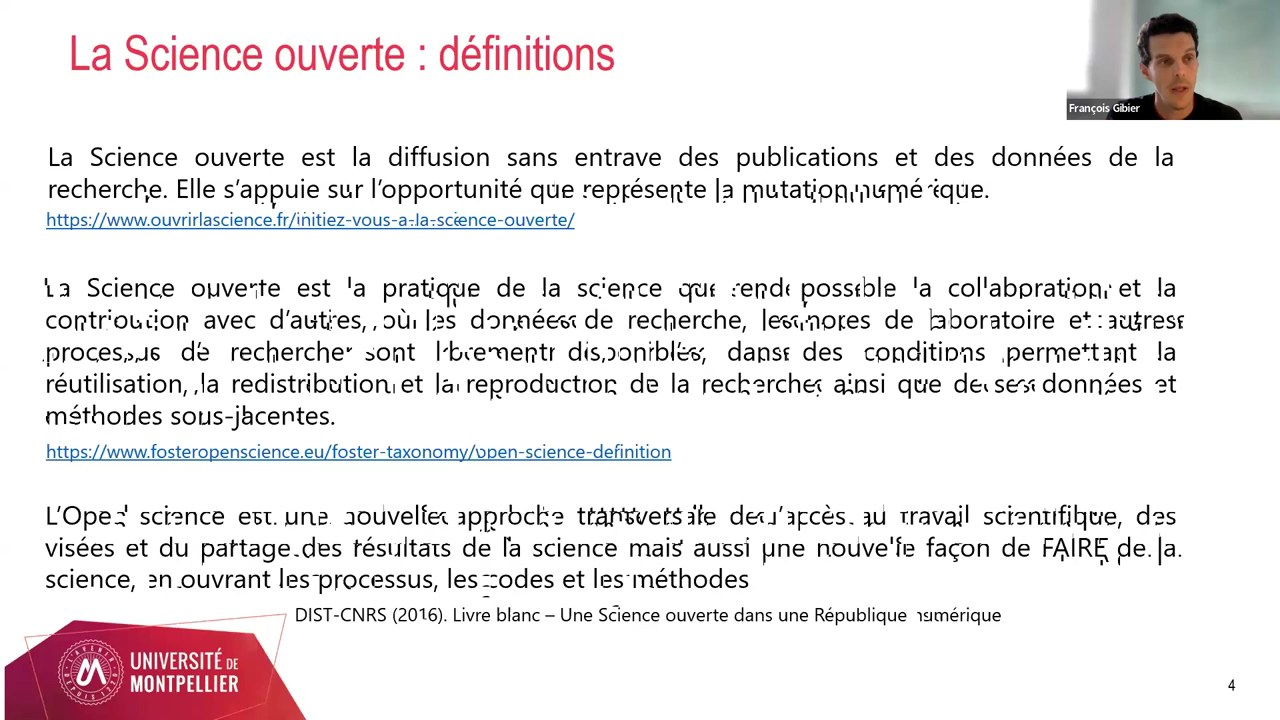 La Science ouverte : définitions
François Gibier
La Science ouverte est la diffusion sans entrave des publications et des données de la
recherche. Elle s'appuie sur l'opportunité que représente la mutation numérique.
https://www.ouvrirlascience.fr/initiez-vous-a-la-science-ouverte/
La Science ouverte est la pratique de la science que rend possible la collaboration et la
contribution avec d'autres, où les données de recherche, les notes de laboratoire et autres
processus de recherche sont librement disponibles, dans des conditions permettant la
réutilisation, la redistribution et la reproduction de la recherche ainsi que de ses données et
méthodes sous-jacentes.
https://www.fosteropenscience.eu/foster-taxonomy/open-science-definition
L'Open science est une nouvelle approche transversale de l'accès au travail scientifique, des
visées et du partage des résultats de la science mais aussi une nouvelle façon de FAIRE de la
science, en ouvrant les processus, les codes et les méthodes
DIST-CNRS (2016). Livre blanc – Une Science ouverte dans une République numérique
UNIVERSITÉ DE
MONTPELLIER
4